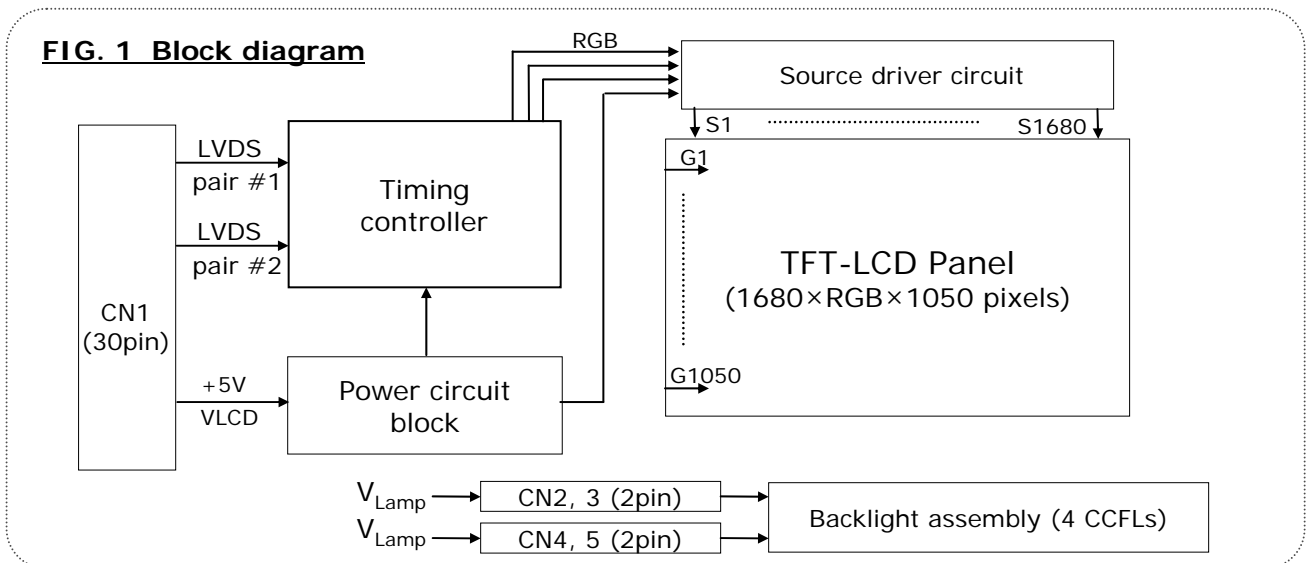 FIG. 1 Block diagram
RGB
Source driver circuit
S1
S1680
CN1
(30pin)
LVDS
pair #1
LVDS
pair #2
Timing
controller
G1
G1050
TFT-LCD Panel
(1680×RGB×1050 pixels)
+5V
VLCD
Power circuit
block
VLamp
CN2, 3 (2pin)
VLamp
CN4, 5 (2pin)
Backlight assembly (4 CCFLs)